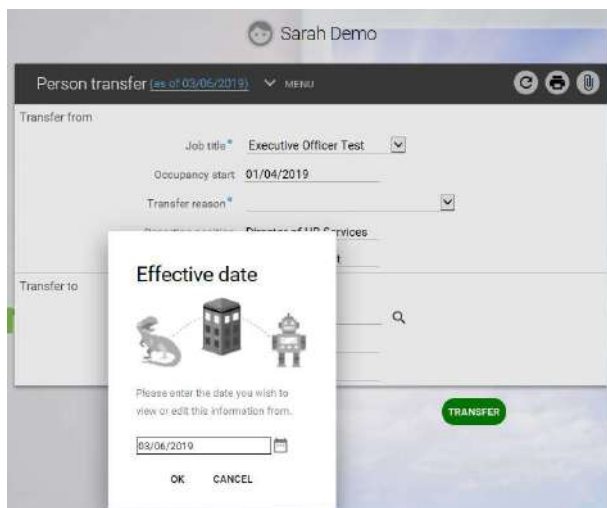 Sarah Demo
Person transfer (as of 03/06/2019) MENU
Transfer from
Job title* Executive Officer Test
Occupancy start 01/04/2019
Transfer reason*
Reporting position Director of HR Services
t
Effective date
Transfer to
Please enter the date you wish to
view or edit this information from.
TRANSFER
03/06/2019
OK CANCEL